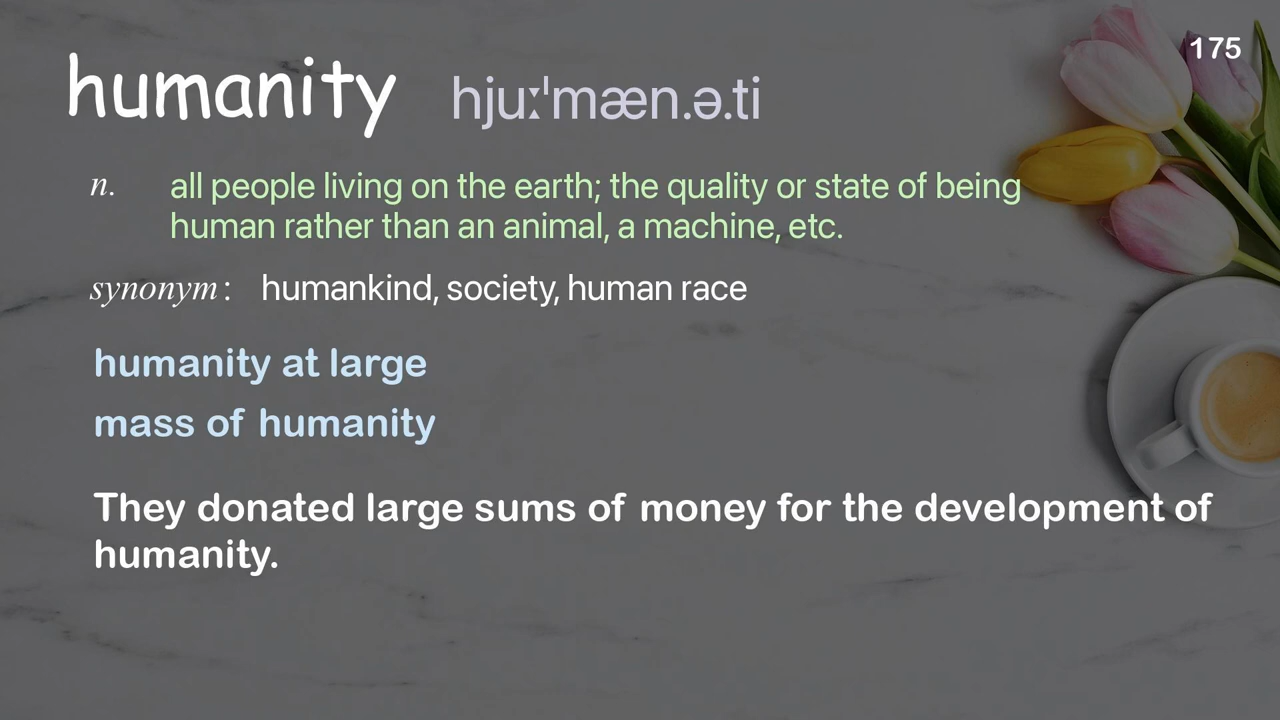 175
humanity hjuːˈmæn.ə.ti
n. all people living on the earth; the quality or state of being
human rather than an animal, a machine, etc.
synonym: humankind, society, human race
humanity at large
mass of humanity
They donated large sums of money for the development of
humanity.